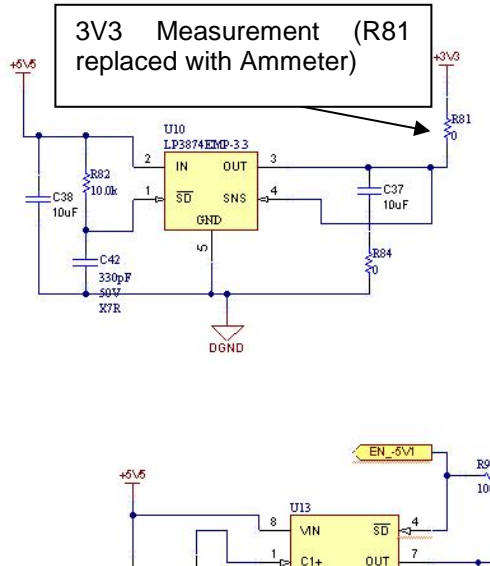 3V3 Measurement (R81
replaced with Ammeter)
+5V5
+3V3
R81
0
U10
LP3874EMP-3.3
2
IN
OUT
3
R82
10.0k
1
SD
SNS
4
C38
10uF
C37
10uF
GND
5
R84
0
C42
330pF
50V
X7R
DGND
EN_-5V1
+5V5
U13
8
VIN
SD
4
1
C1+
OUT
7